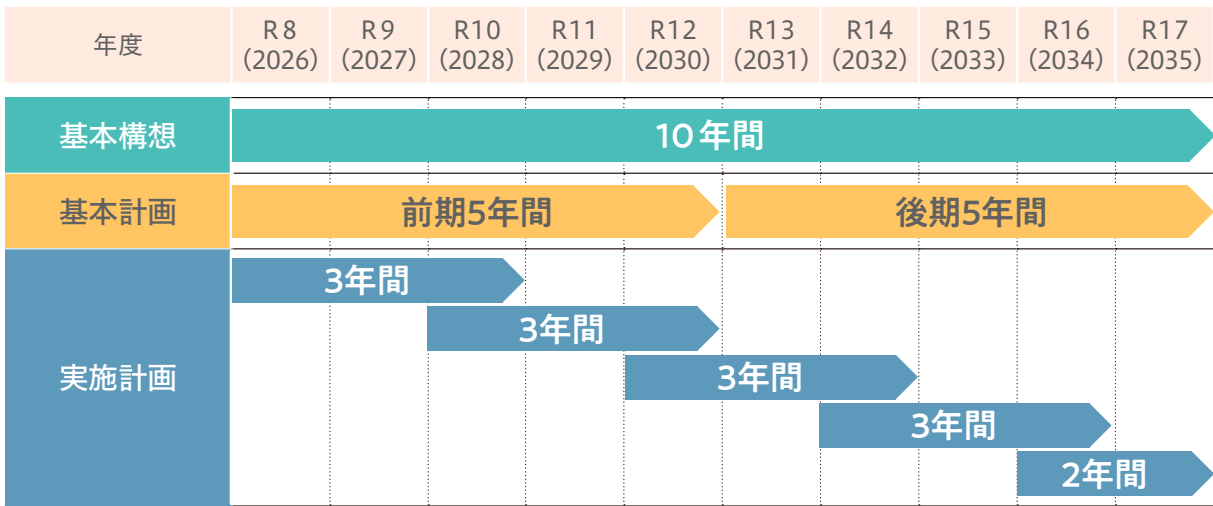 年度
R8
(2026)
R9
(2027)
R10
(2028)
R11
(2029)
R12
(2030)
R13
(2031)
R14
(2032)
R15
(2033)
R16
(2034)
R17
(2035)
基本構想
10年間
基本計画
前期5年間
後期5年間
実施計画
3年間
3年間
3年間
3年間
2年間